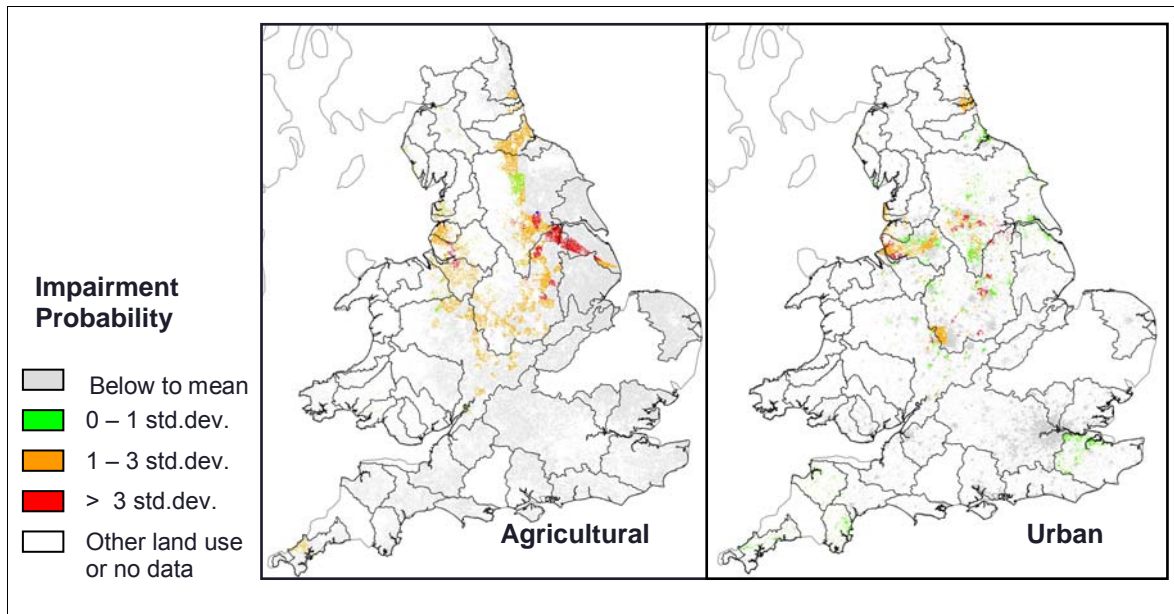 Impairment
Probability
Below to mean
0 – 1 std.dev.
1 – 3 std.dev.
> 3 std.dev.
Other land use
or no data
Agricultural
Urban